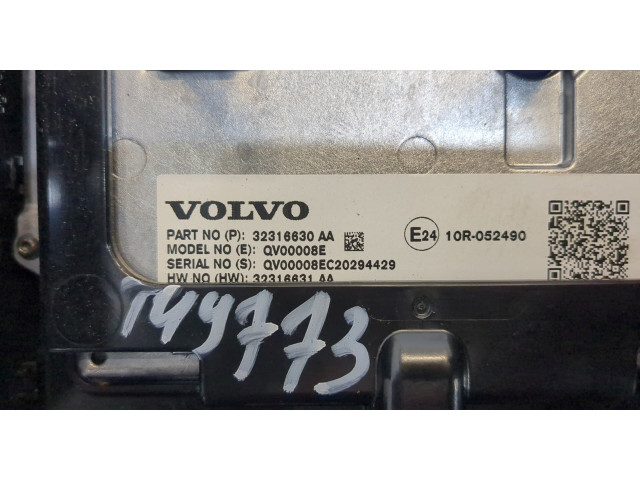 VOLVO
PART NO (P): 32316630 AA
E24 10R-052490
MODEL NO (E): QV00008E
SERIAL NO (S): QV00008EC20294429
HW NO (HW): 32316631 AA
T49773